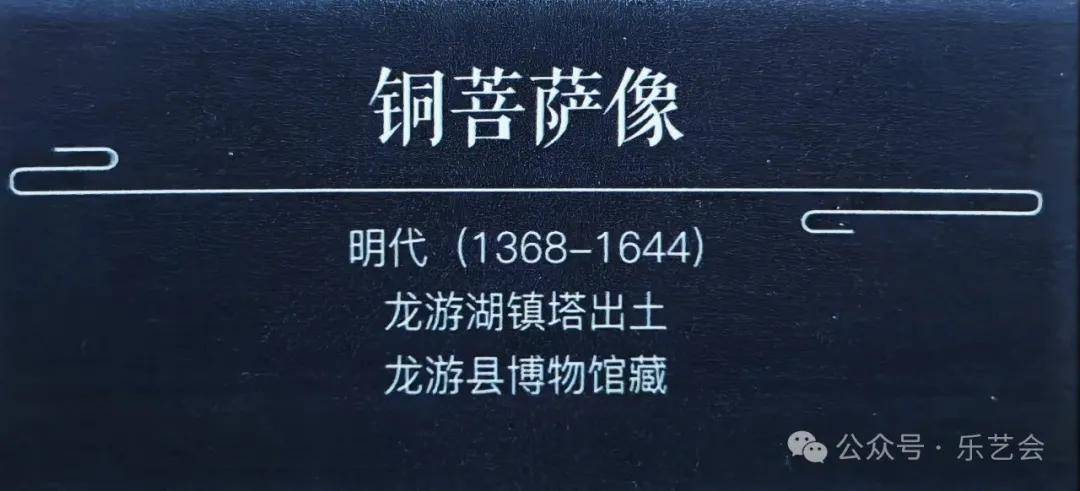 铜菩萨像
明代（1368-1644）
龙游湖镇塔出土
龙游县博物馆藏
公众号·乐艺会